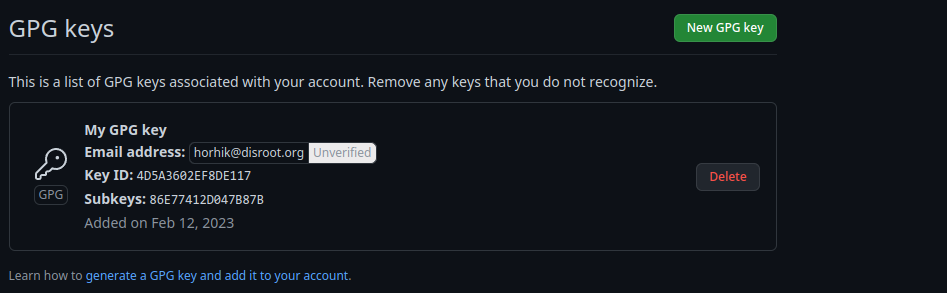 GPG keys
New GPG key
This is a list of GPG keys associated with your account. Remove any keys that you do not recognize.
My GPG key
Email address: horhik@disroot.org Unverified
Key ID: 4D5A3602EF8DE117
GPG
Subkeys: 86E77412D047B87B
Delete
Added on Feb 12, 2023
Learn how to generate a GPG key and add it to your account.